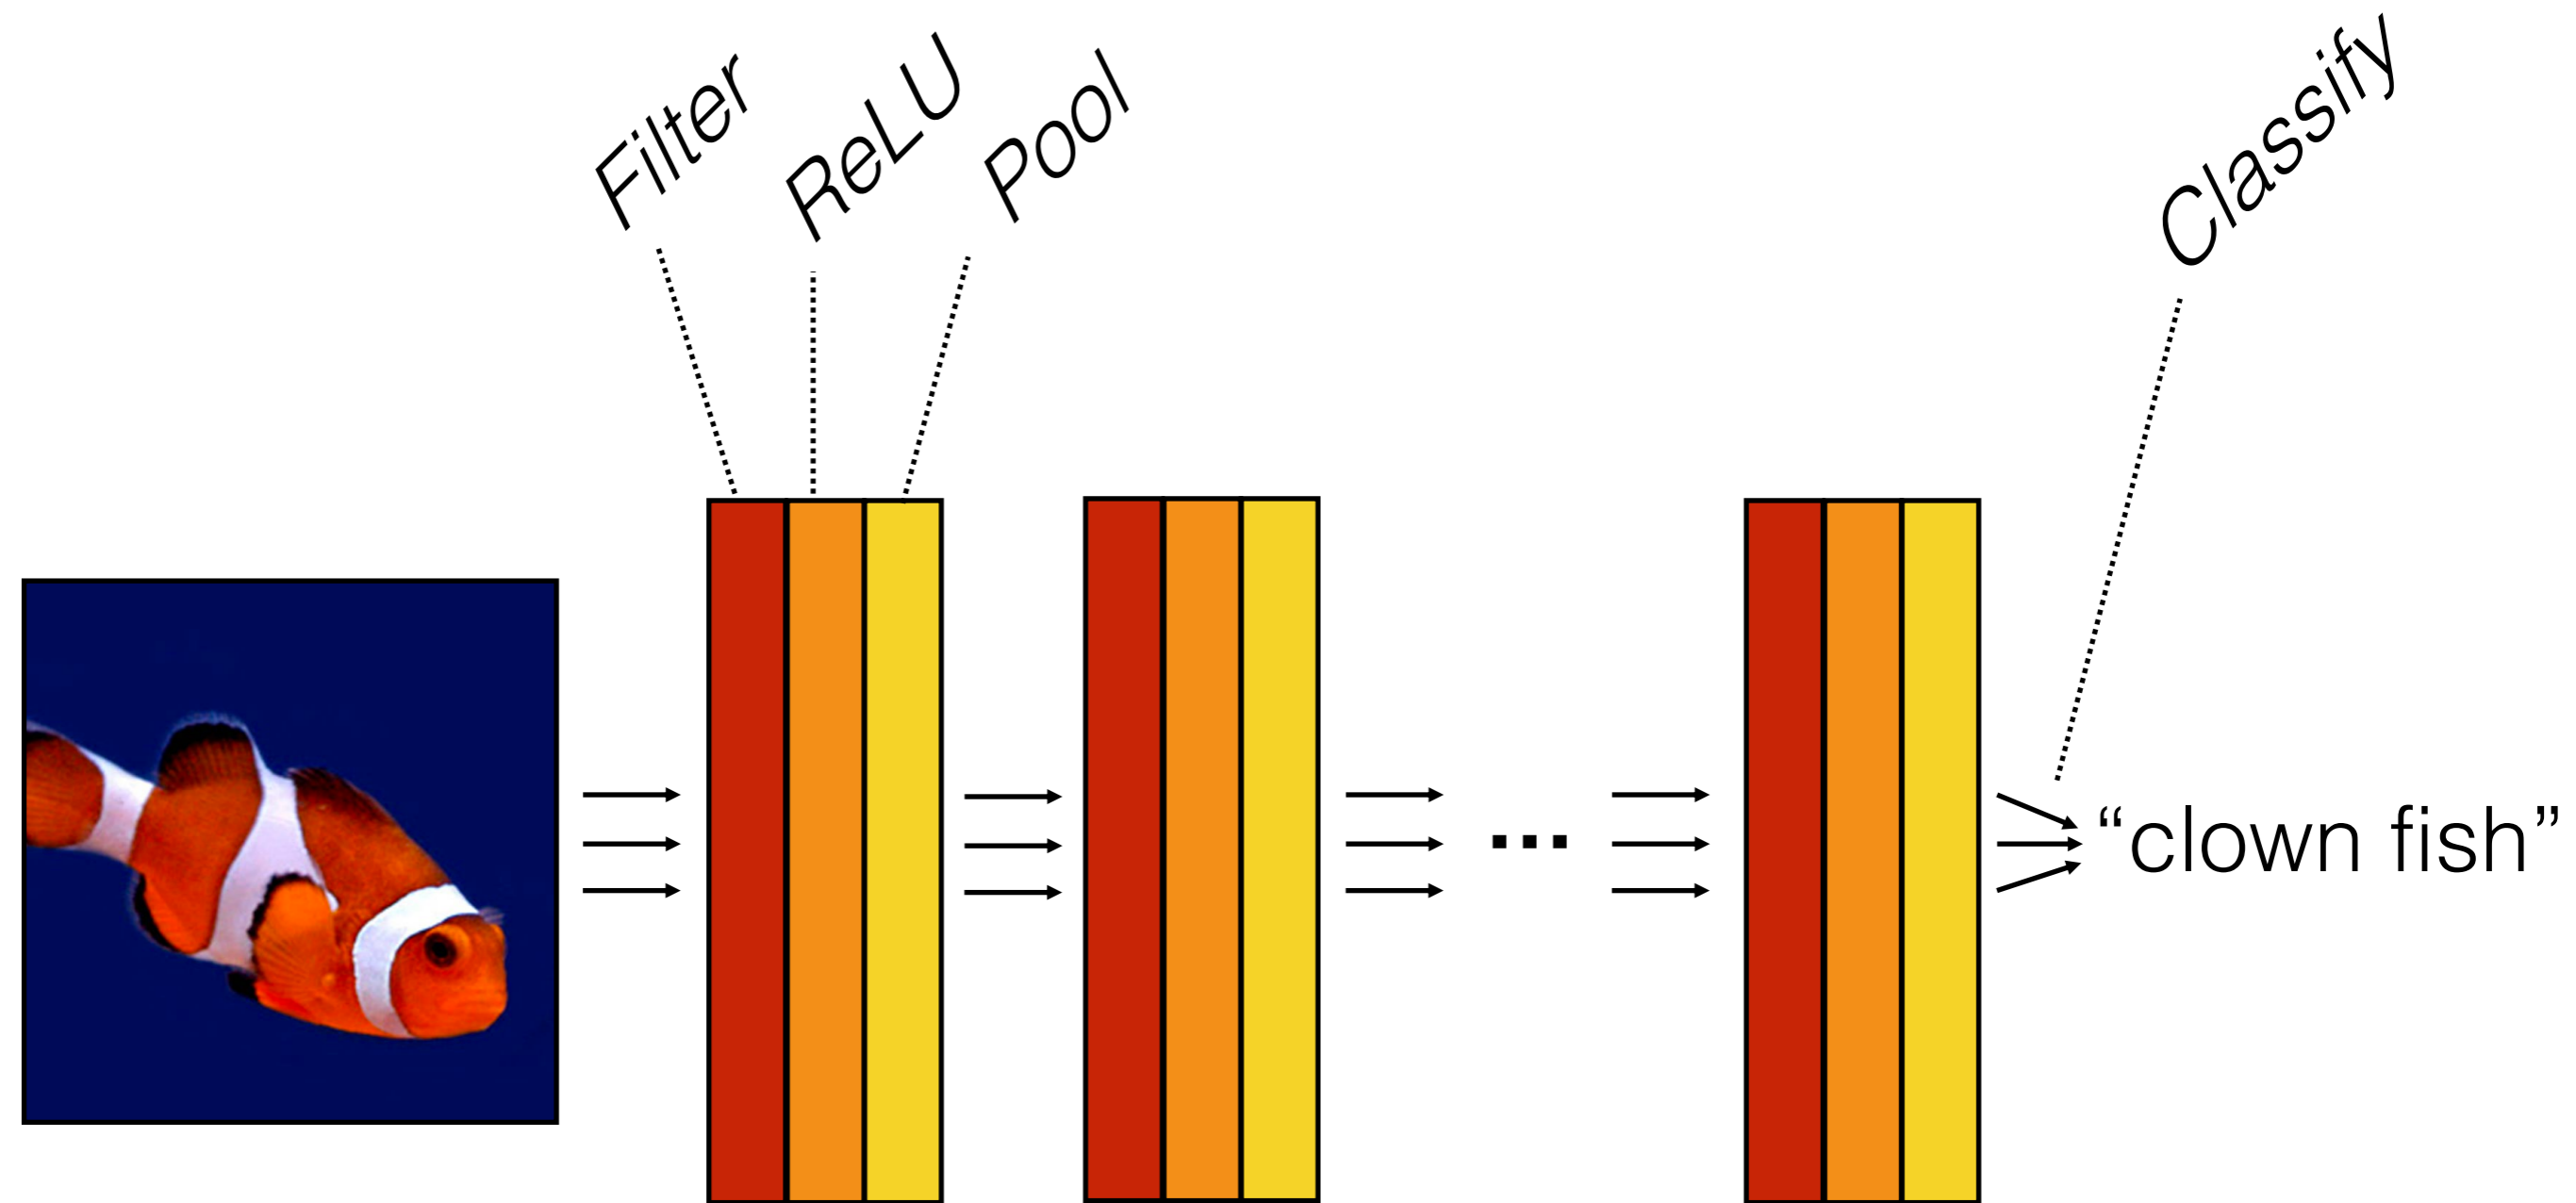 Filter
ReLU
Pool
Classify
“clown fish”